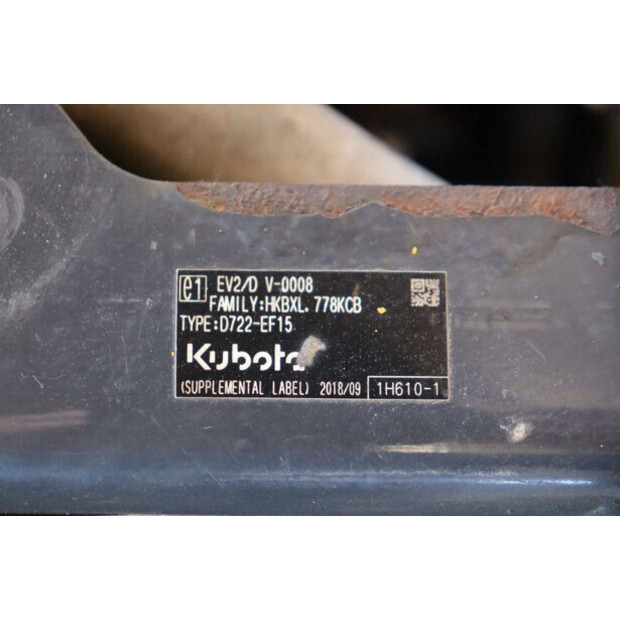 e1 EV2/D V-0008
FAMILY:HKBXL.778KCB
TYPE:D722-EF15
Kubota
(SUPPLEMENTAL LABEL) 2018/09 1H610-1